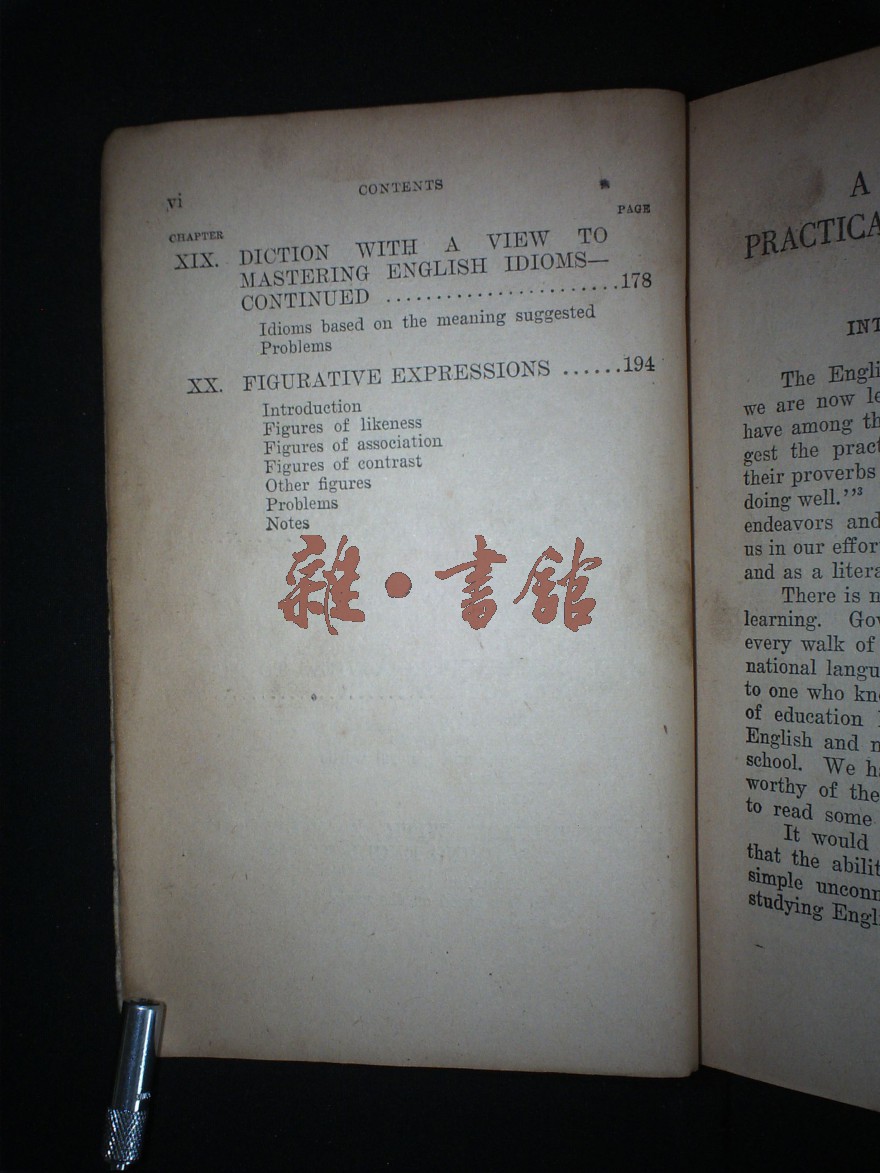 vi
CONTENTS
PAGE
CHAPTER
XIX. DICTION WITH A VIEW TO
MASTERING ENGLISH IDIOMS—
CONTINUED ........................178
Idioms based on the meaning suggested
Problems
XX. FIGURATIVE EXPRESSIONS ......194
Introduction
Figures of likeness
Figures of association
Figures of contrast
Other figures
Problems
Notes
雜•書館
A
PRACTICA
INT
The Engli
we are now le
have among th
gest the pract
their proverbs
doing well."³
endeavors and
us in our effor
and as a litera
There is n
learning. Gov
every walk of
national langu
to one who kn
of education
English and n
school. We h
worthy of the
to read some
It would
that the abilit
simple unconn
studying Engl